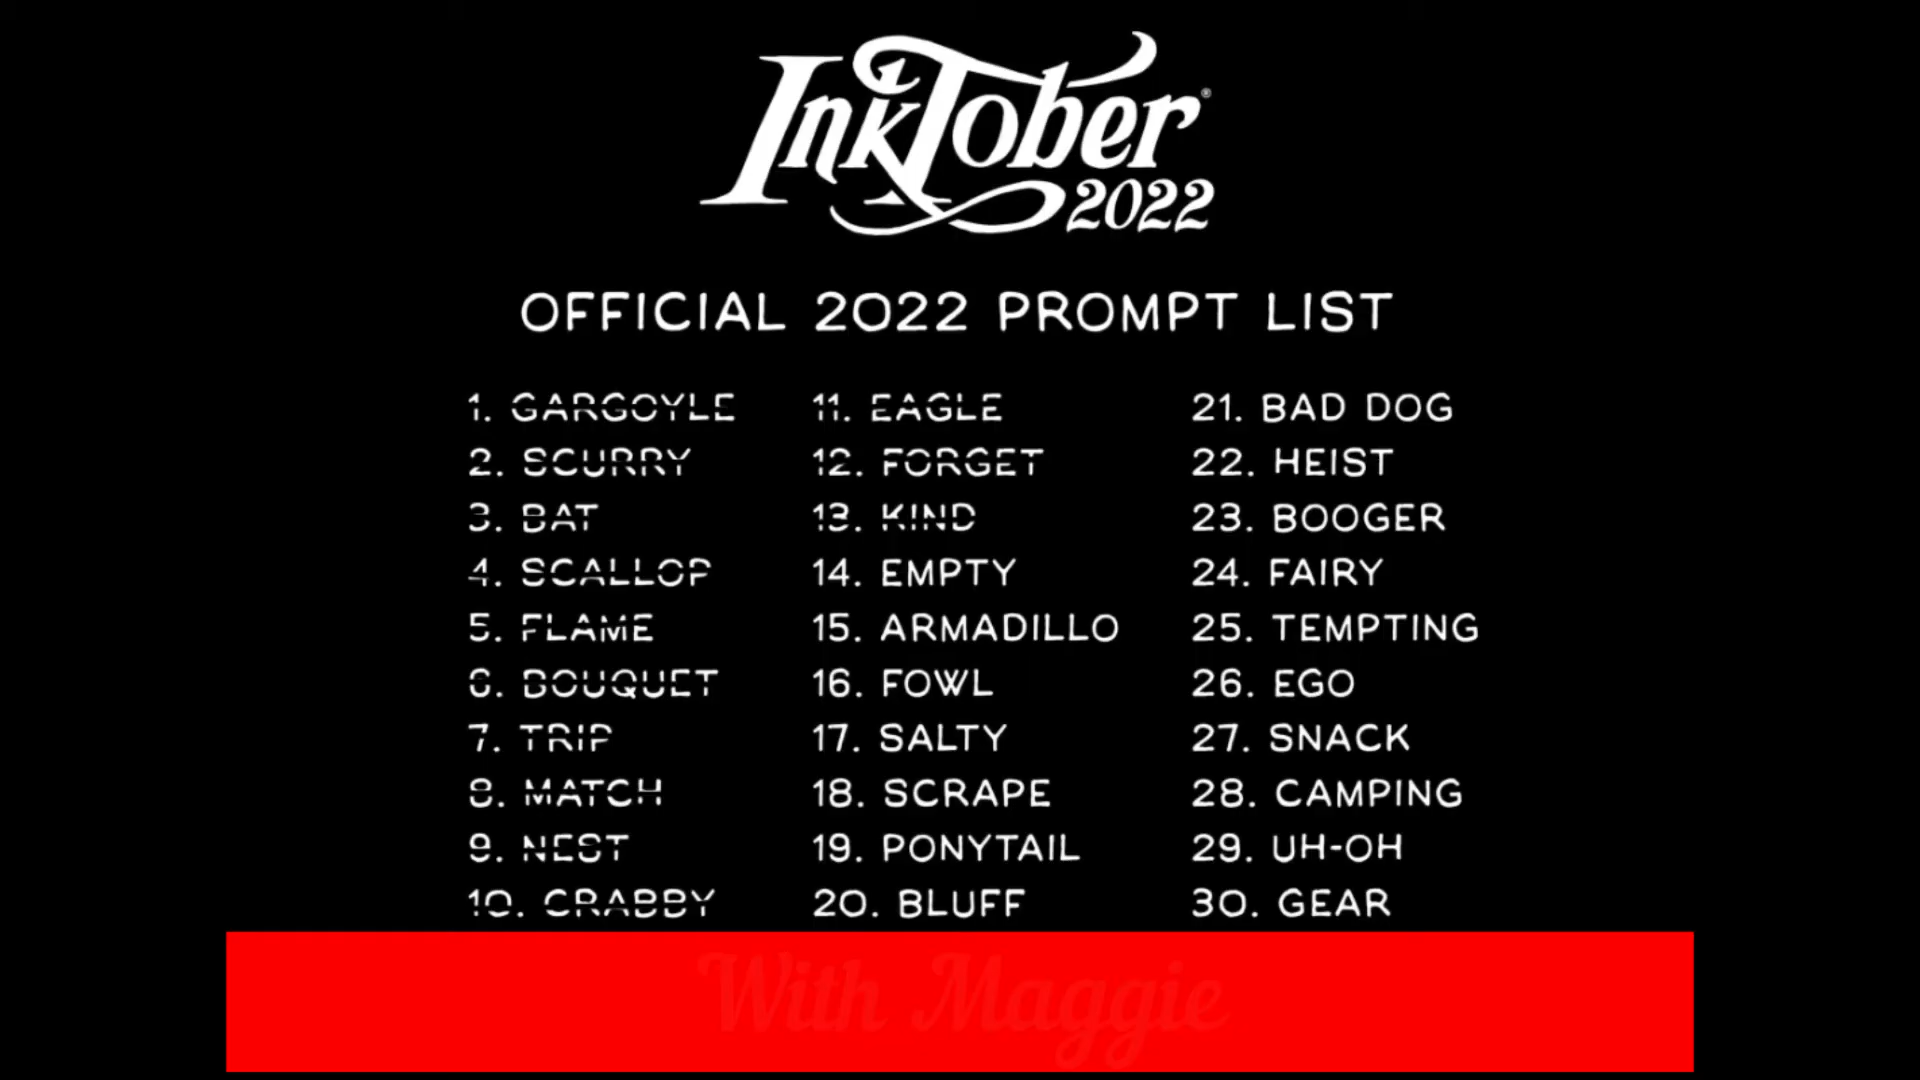 InkTober®
2022
OFFICIAL 2022 PROMPT LIST
1. GARGOYLE
2. SCURRY
3. BAT
4. SCALLOP
5. FLAME
6. BOUQUET
7. TRIP
8. MATCH
9. NEST
10. CRABBY
11. EAGLE
12. FORGET
13. KIND
14. EMPTY
15. ARMADILLO
16. FOWL
17. SALTY
18. SCRAPE
19. PONYTAIL
20. BLUFF
21. BAD DOG
22. HEIST
23. BOOGER
24. FAIRY
25. TEMPTING
26. EGO
27. SNACK
28. CAMPING
29. UH-OH
30. GEAR
With Maggie